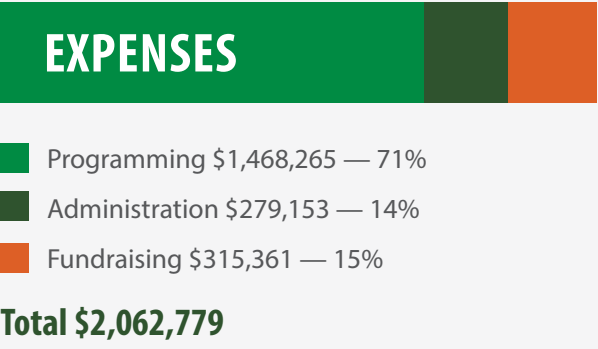 EXPENSES
Programming $1,468,265 — 71%
Administration $279,153 — 14%
Fundraising $315,361 — 15%
Total $2,062,779